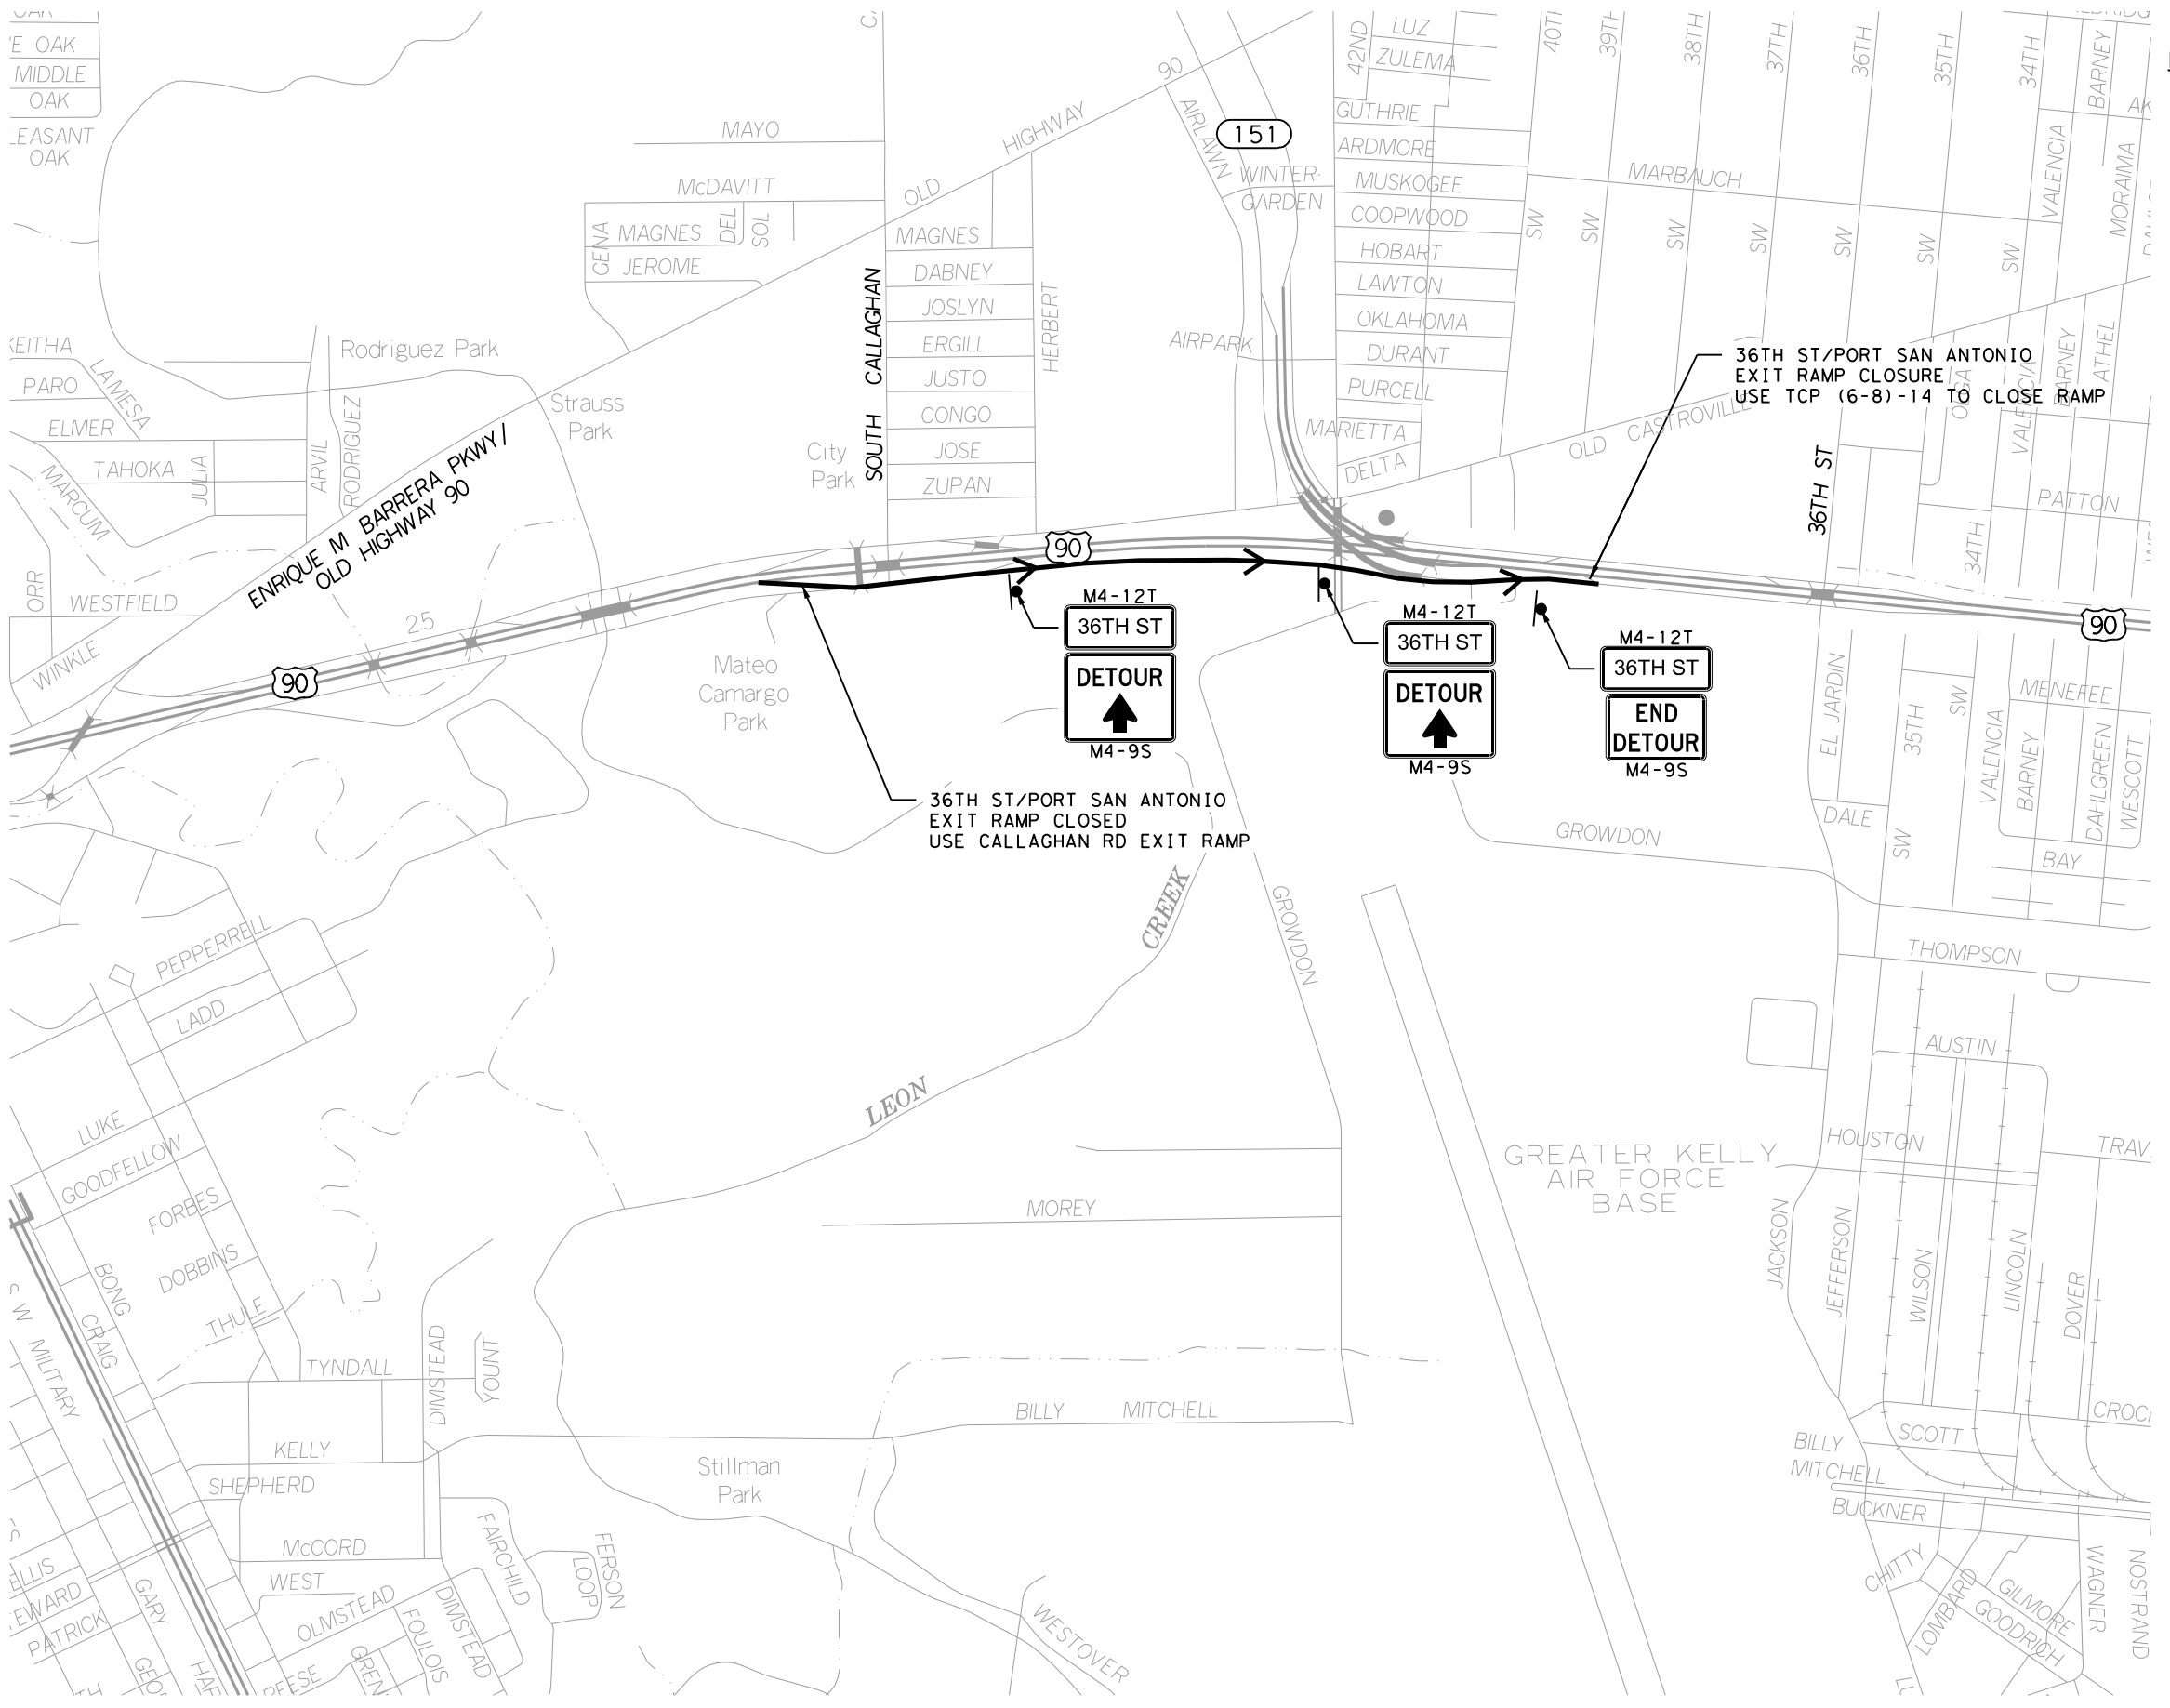 E OAK
MIDDLE
OAK
LEASANT
OAK
MAYO
McDAVITT
GENA
MAGNES
DEL
SOL
JEROME
OLD
HIGHWAY
90
AIRLAWN
151
WINTER-
GARDEN
42ND
LUZ
ZULEMA
GUTHRIE
ARDMORE
MUSKOGEE
COOPWOOD
HOBART
LAWTON
OKLAHOMA
DURANT
PURCELL
MARIETTA
DELTA
AIRPARK
39TH
38TH
37TH
36TH
35TH
34TH
BARNEY
MARBAUCH
VALENCIA
MORAIMA
SW
SW
SW
SW
SW
SW
SW
MAGNES
DABNEY
JOSLYN
ERGILL
JUSTO
CONGO
JOSE
ZUPAN
HERBERT
SOUTH CALLAGHAN
KEITHA
PARO
LAMESA
ELMER
TAHOKA
JULIA
MARCUM
ARVIL
RODRIGUEZ
Rodriguez Park
Strauss
Park
City
Park
ENRIQUE M BARRERA PKWY/
OLD HIGHWAY 90
ORR
WESTFIELD
WINKLE
25
90
90
90
36TH ST/PORT SAN ANTONIO
EXIT RAMP CLOSURE
USE TCP (6-8)-14 TO CLOSE RAMP
OLGA
VALENCIA
BARNEY
ATHEL
OLD CASTROVILLE
36TH ST
PATTON
34TH
M4-12T
36TH ST
DETOUR
M4-9S
M4-12T
36TH ST
DETOUR
M4-9S
M4-12T
36TH ST
END
DETOUR
M4-9S
Mateo
Camargo
Park
36TH ST/PORT SAN ANTONIO
EXIT RAMP CLOSED
USE CALLAGHAN RD EXIT RAMP
EL JARDIN
35TH
SW
SW
VALENCIA
BARNEY
MENEFEE
DAHLGREEN
WESCOTT
DALE
BAY
GROWDON
GROWDON
THOMPSON
LEON CREEK
PEPPERRELL
LADD
LUKE
GOODFELLOW
FORBES
DOBBINS
THULE
BONG
CRAIG
S W MILITARY
TYNDALL
DIMSTEAD
YOUNT
KELLY
SHEPHERD
McCORD
WEST
OLMSTEAD
FAIRCHILD
FERSON
LOOP
DIMSTEAD
FOULOIS
GREN
REESE
GARY
PATRICK
ELLIS
EWARD
MOREY
BILLY MITCHELL
Stillman
Park
WESTOVER
GREATER KELLY
AIR FORCE
BASE
AUSTIN
HOUSTON
TRAV
JACKSON
JEFFERSON
WILSON
LINCOLN
DOVER
SCOTT
BILLY
MITCHELL
BUCKNER
CHITTY
LOMBARD
GILMORE
GOODRICH
WAGNER
NOSTRAND